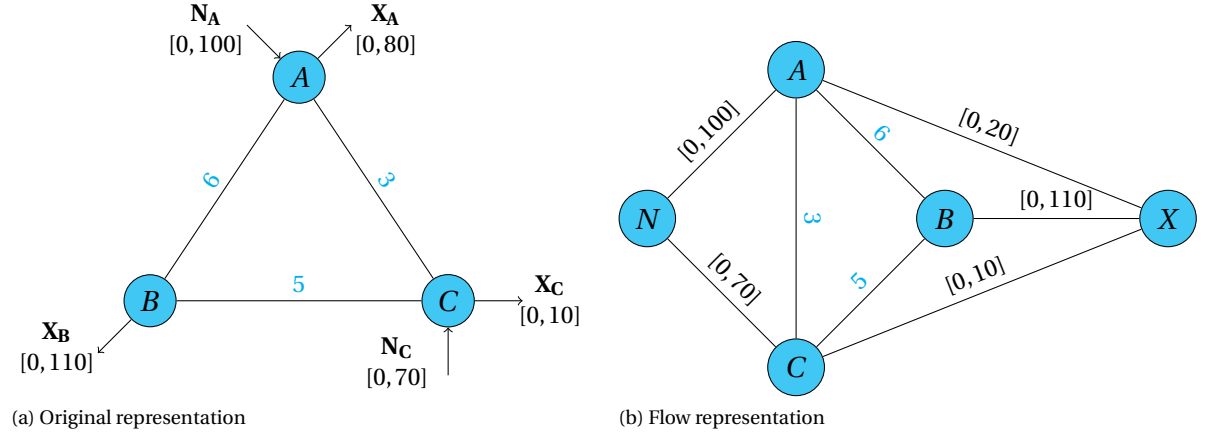 N_A
[0, 100]
X_A
[0, 80]
A
6
3
B
5
C
X_B
[0, 110]
X_C
[0, 10]
N_C
[0, 70]
(a) Original representation
A
[0, 100]
6
[0, 20]
N
3
B
[0, 110]
X
[0, 70]
5
[0, 10]
C
(b) Flow representation